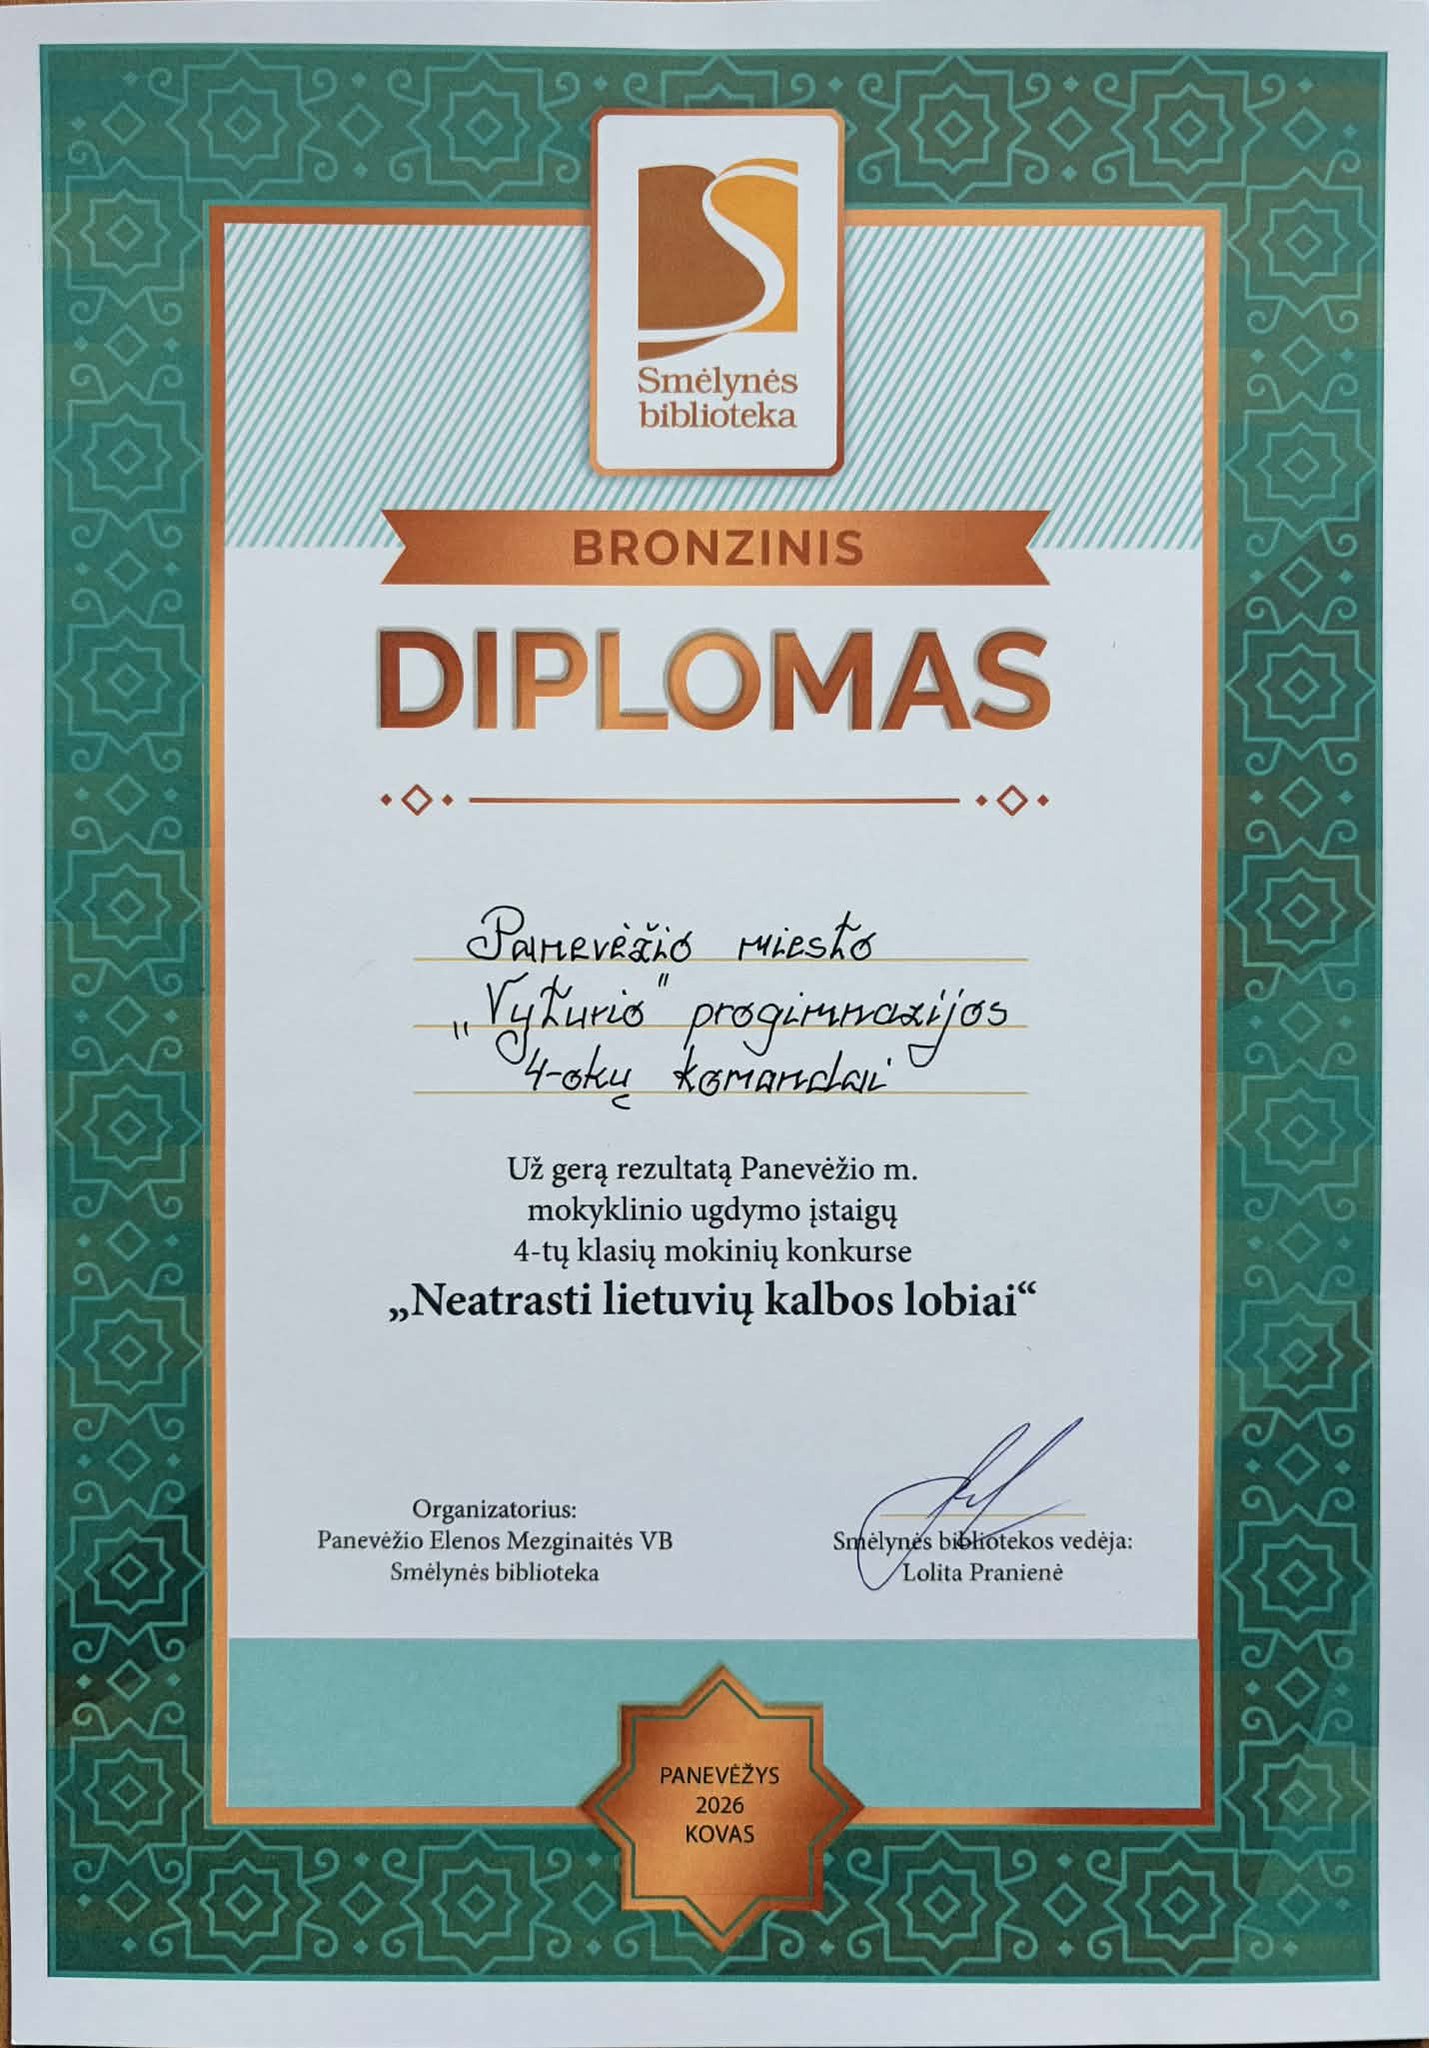 Smėlynės
biblioteka
BRONZINIS
DIPLOMAS
Panevėžio miesto
„Vyturio" progimnazijos
4-okų komandai
Už gerą rezultatą Panevėžio m.
mokyklinio ugdymo įstaigų
4-tų klasių mokinių konkurse
„Neatrasti lietuvių kalbos lobiai“
Organizatorius:
Panevėžio Elenos Mezginaitės VB
Smėlynės biblioteka
Smėlynės bibliotekos vedėja:
Lolita Pranienė
PANEVĖŽYS
2026
KOVAS